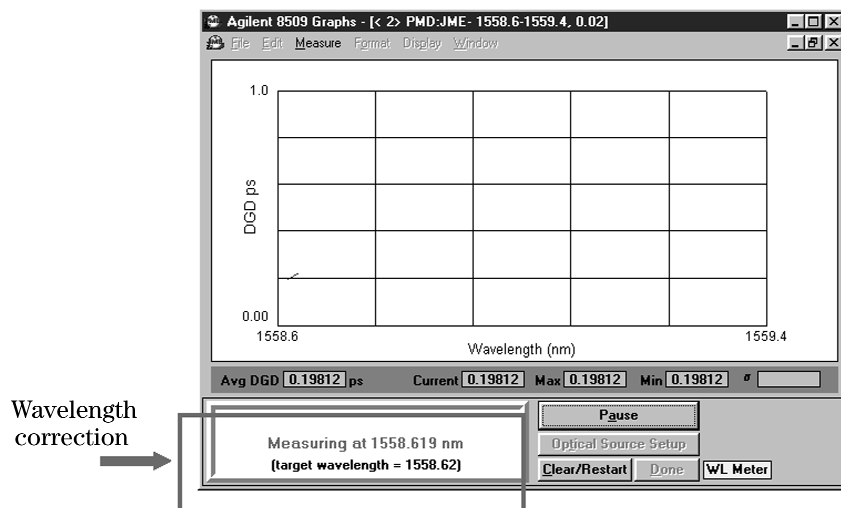 Agilent 8509 Graphs - [< 2> PMD:JME- 1558.6-1559.4, 0.02]
File Edit Measure Format Display Window
1.0
DGD ps
0.00
1558.6
1559.4
Wavelength (nm)
Avg DGD 0.19812 ps Current 0.19812 Max 0.19812 Min 0.19812 σ
Wavelength
correction
Measuring at 1558.619 nm
(target wavelength = 1558.62)
Pause
Optical Source Setup
Clear/Restart Done WL Meter